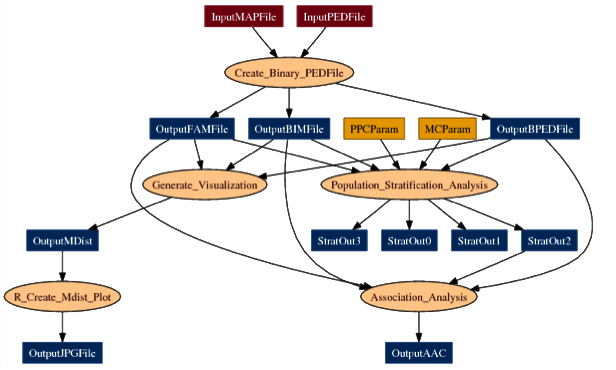 InputMAPFile
InputPEDFile
Create_Binary_PEDFile
OutputFAMFile
OutputBIMFile
PPCParam
MCParam
OutputBPEDFile
Generate_Visualization
Population_Stratification_Analysis
OutputMDist
StratOut3
StratOut0
StratOut1
StratOut2
R_Create_Mdist_Plot
Association_Analysis
OutputJPGFile
OutputAAC